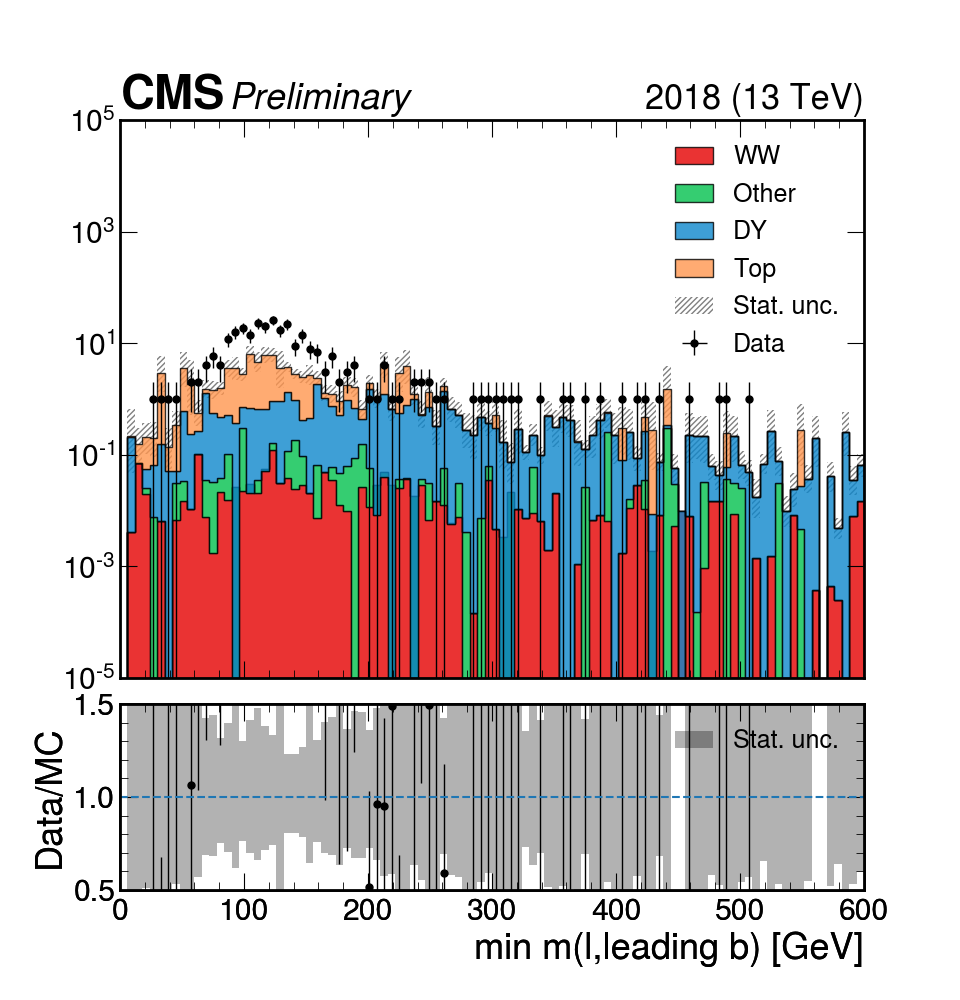 CMS Preliminary 2018 (13 TeV)
10^5
10^3
10^1
10^-1
10^-3
10^-5
WW
Other
DY
Top
Stat. unc.
Data
1.5
1.0
0.5
Data/MC
Stat. unc.
0 100 200 300 400 500 600
min m(l,leading b) [GeV]